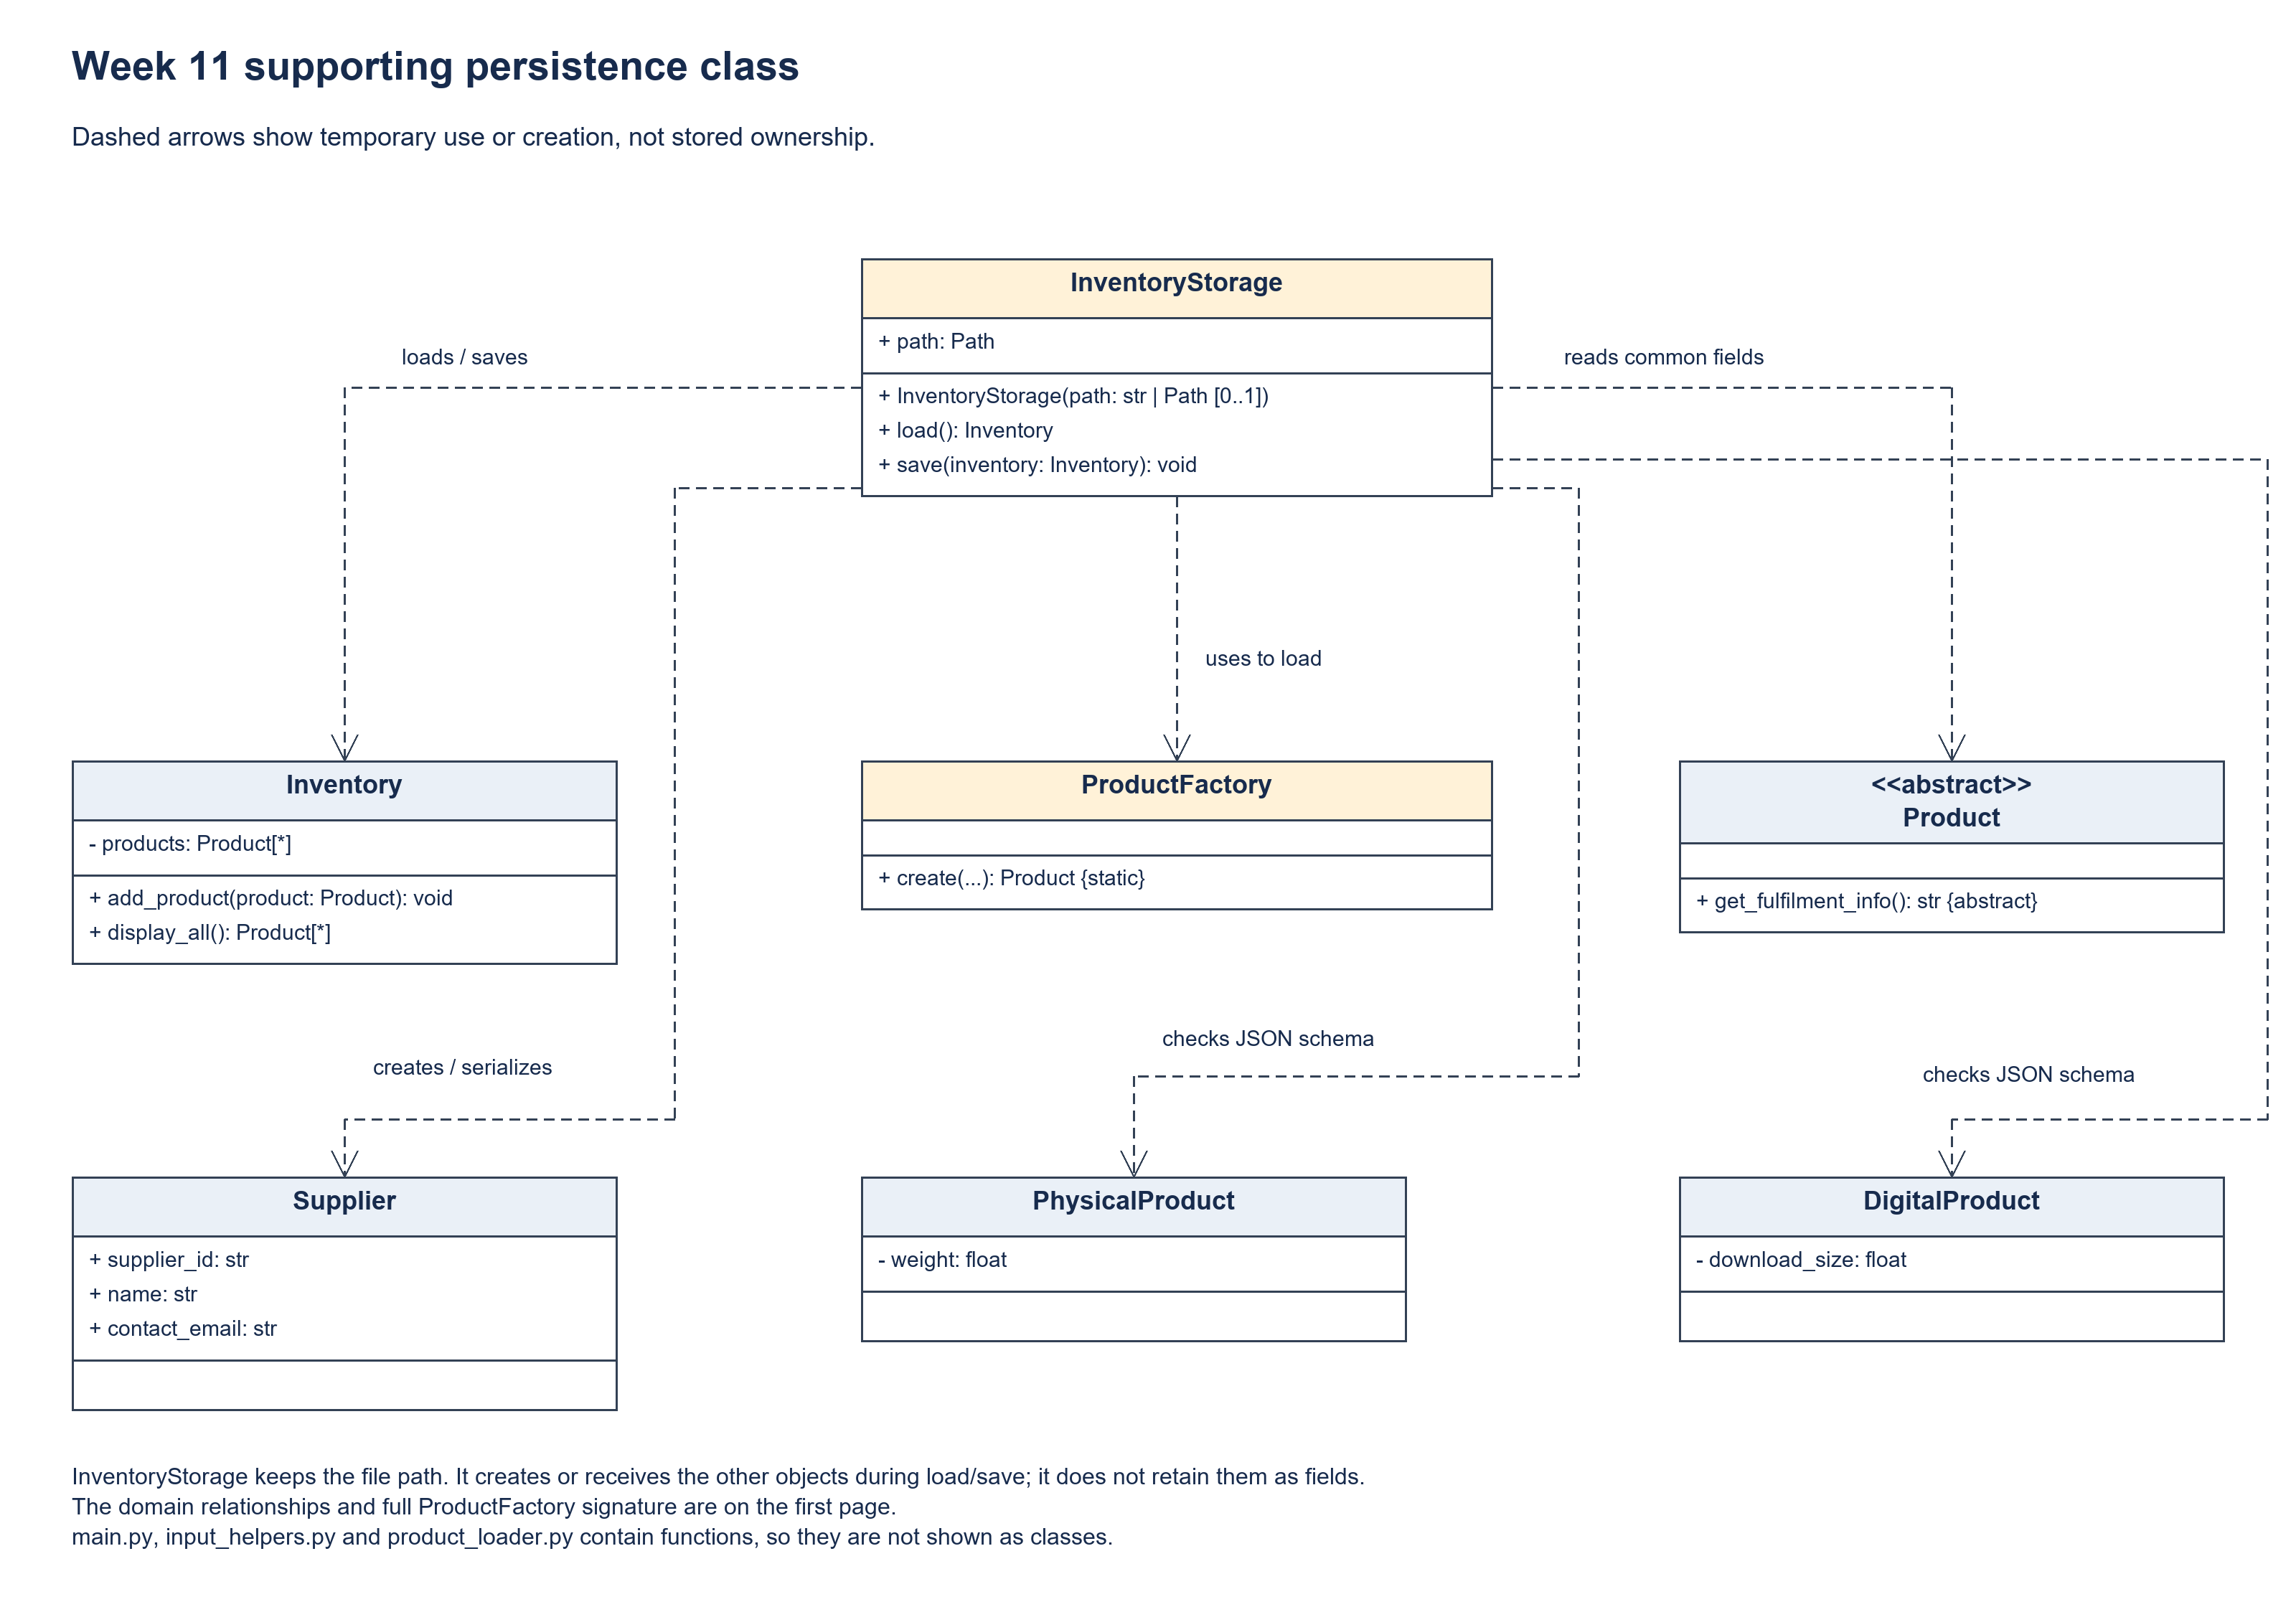 Week 11 supporting persistence class
Dashed arrows show temporary use or creation, not stored ownership.
InventoryStorage
+ path: Path
+ InventoryStorage(path: str | Path [0..1])
+ load(): Inventory
+ save(inventory: Inventory): void
loads / saves
reads common fields
uses to load
Inventory
- products: Product[*]
+ add_product(product: Product): void
+ display_all(): Product[*]
ProductFactory
+ create(...): Product {static}
<<abstract>>
Product
+ get_fulfilment_info(): str {abstract}
creates / serializes
checks JSON schema
checks JSON schema
Supplier
+ supplier_id: str
+ name: str
+ contact_email: str
PhysicalProduct
- weight: float
DigitalProduct
- download_size: float
InventoryStorage keeps the file path. It creates or receives the other objects during load/save; it does not retain them as fields.
The domain relationships and full ProductFactory signature are on the first page.
main.py, input_helpers.py and product_loader.py contain functions, so they are not shown as classes.